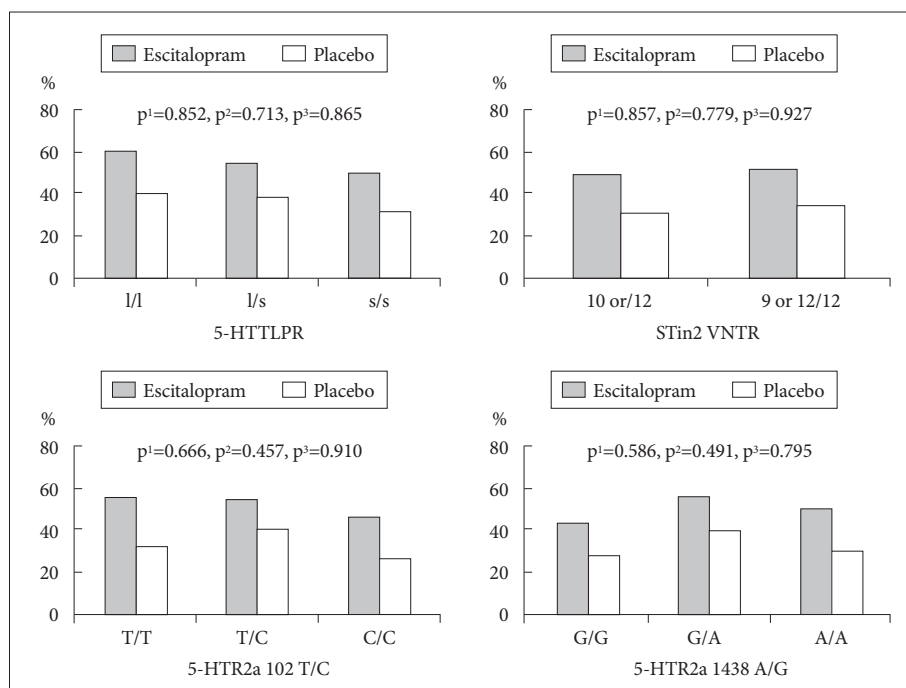 Escitalopram Placebo
%
p¹=0.852, p²=0.713, p³=0.865
80
60
40
20
0
l/l l/s s/s
5-HTTLPR
Escitalopram Placebo
%
p¹=0.857, p²=0.779, p³=0.927
80
60
40
20
0
10 or/12 9 or 12/12
STin2 VNTR
Escitalopram Placebo
%
p¹=0.666, p²=0.457, p³=0.910
80
60
40
20
0
T/T T/C C/C
5-HTR2a 102 T/C
Escitalopram Placebo
%
p¹=0.586, p²=0.491, p³=0.795
80
60
40
20
0
G/G G/A A/A
5-HTR2a 1438 A/G